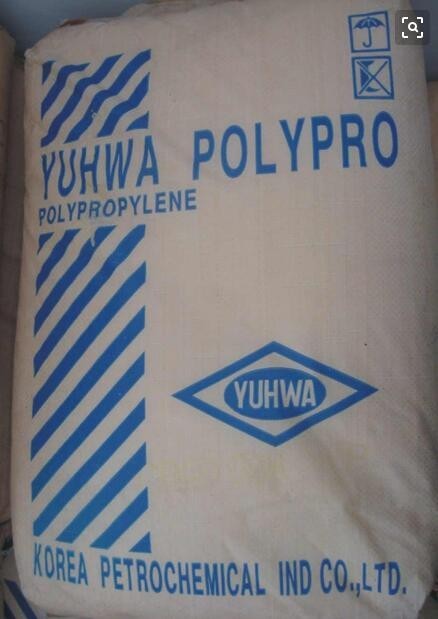 YUHWA POLYPRO
POLYPROPYLENE
YUHWA
KOREA PETROCHEMICAL IND CO.,LTD.